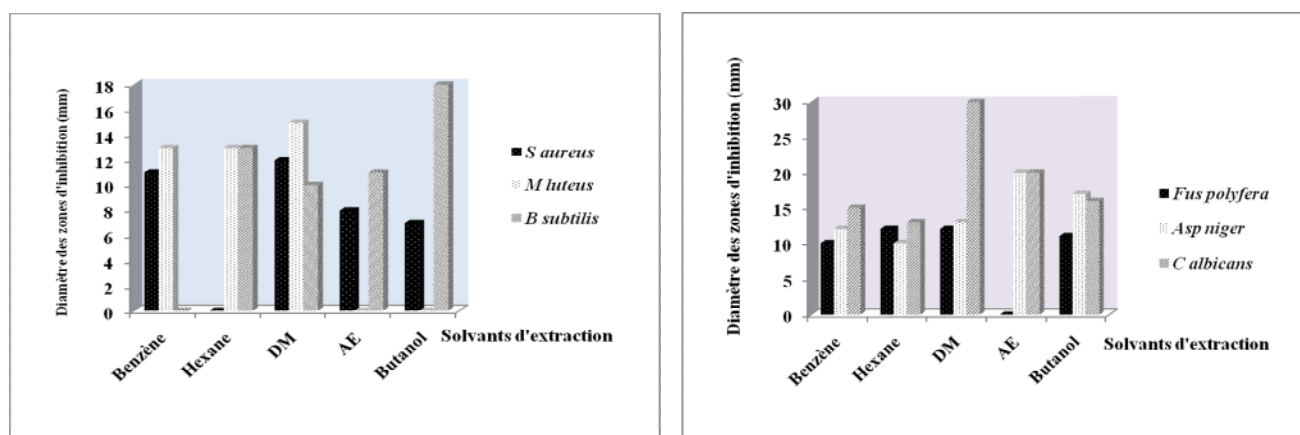 Diamètre des zones d'inhibition (mm)
18
16
14
12
10
8
6
4
2
0
Benzène
Hexane
DM
AE
Butanol
Solvants d'extraction
S aureus
M luteus
B subtilis
Diamètre des zones d'inhibition (mm)
30
25
20
15
10
5
0
Benzène
Hexane
DM
AE
Butanol
Solvants d'extraction
Fus polyfera
Asp niger
C albicans